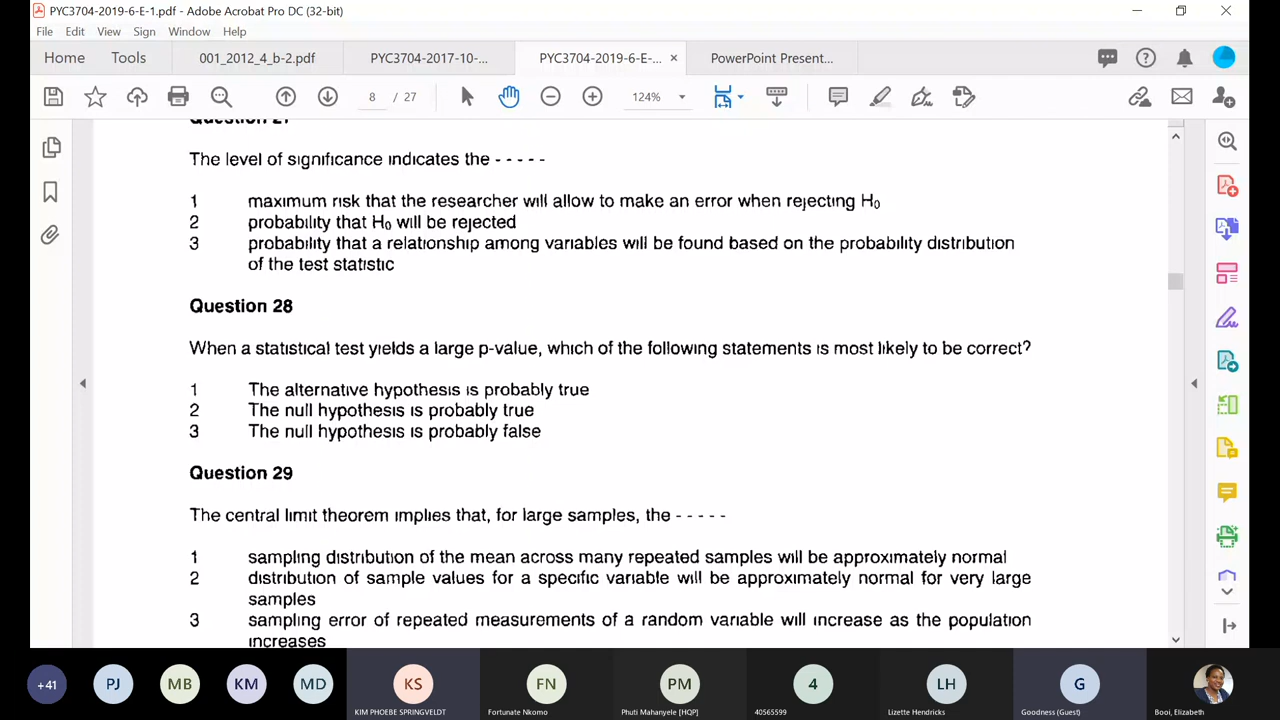 PYC3704-2019-6-E-1.pdf - Adobe Acrobat Pro DC (32-bit)
File Edit View Sign Window Help
Home Tools 001_2012_4_b-2.pdf PYC3704-2017-10-... PYC3704-2019-6-E-... × PowerPoint Present...
8 / 27 124%
Question 27
The level of significance indicates the - - - - -
1 maximum risk that the researcher will allow to make an error when rejecting H₀
2 probability that H₀ will be rejected
3 probability that a relationship among variables will be found based on the probability distribution
of the test statistic
Question 28
When a statistical test yields a large p-value, which of the following statements is most likely to be correct?
1 The alternative hypothesis is probably true
2 The null hypothesis is probably true
3 The null hypothesis is probably false
Question 29
The central limit theorem implies that, for large samples, the - - - - -
1 sampling distribution of the mean across many repeated samples will be approximately normal
2 distribution of sample values for a specific variable will be approximately normal for very large
samples
3 sampling error of repeated measurements of a random variable will increase as the population
increases
+41 PJ MB KM MD KS FN PM 4 LH G
KIM PHOEBE SPRINGVELDT Fortunate Nkomo Phuti Mahanyele [HQP] 40565599 Lizette Hendricks Goodness (Guest) Booi, Elizabeth